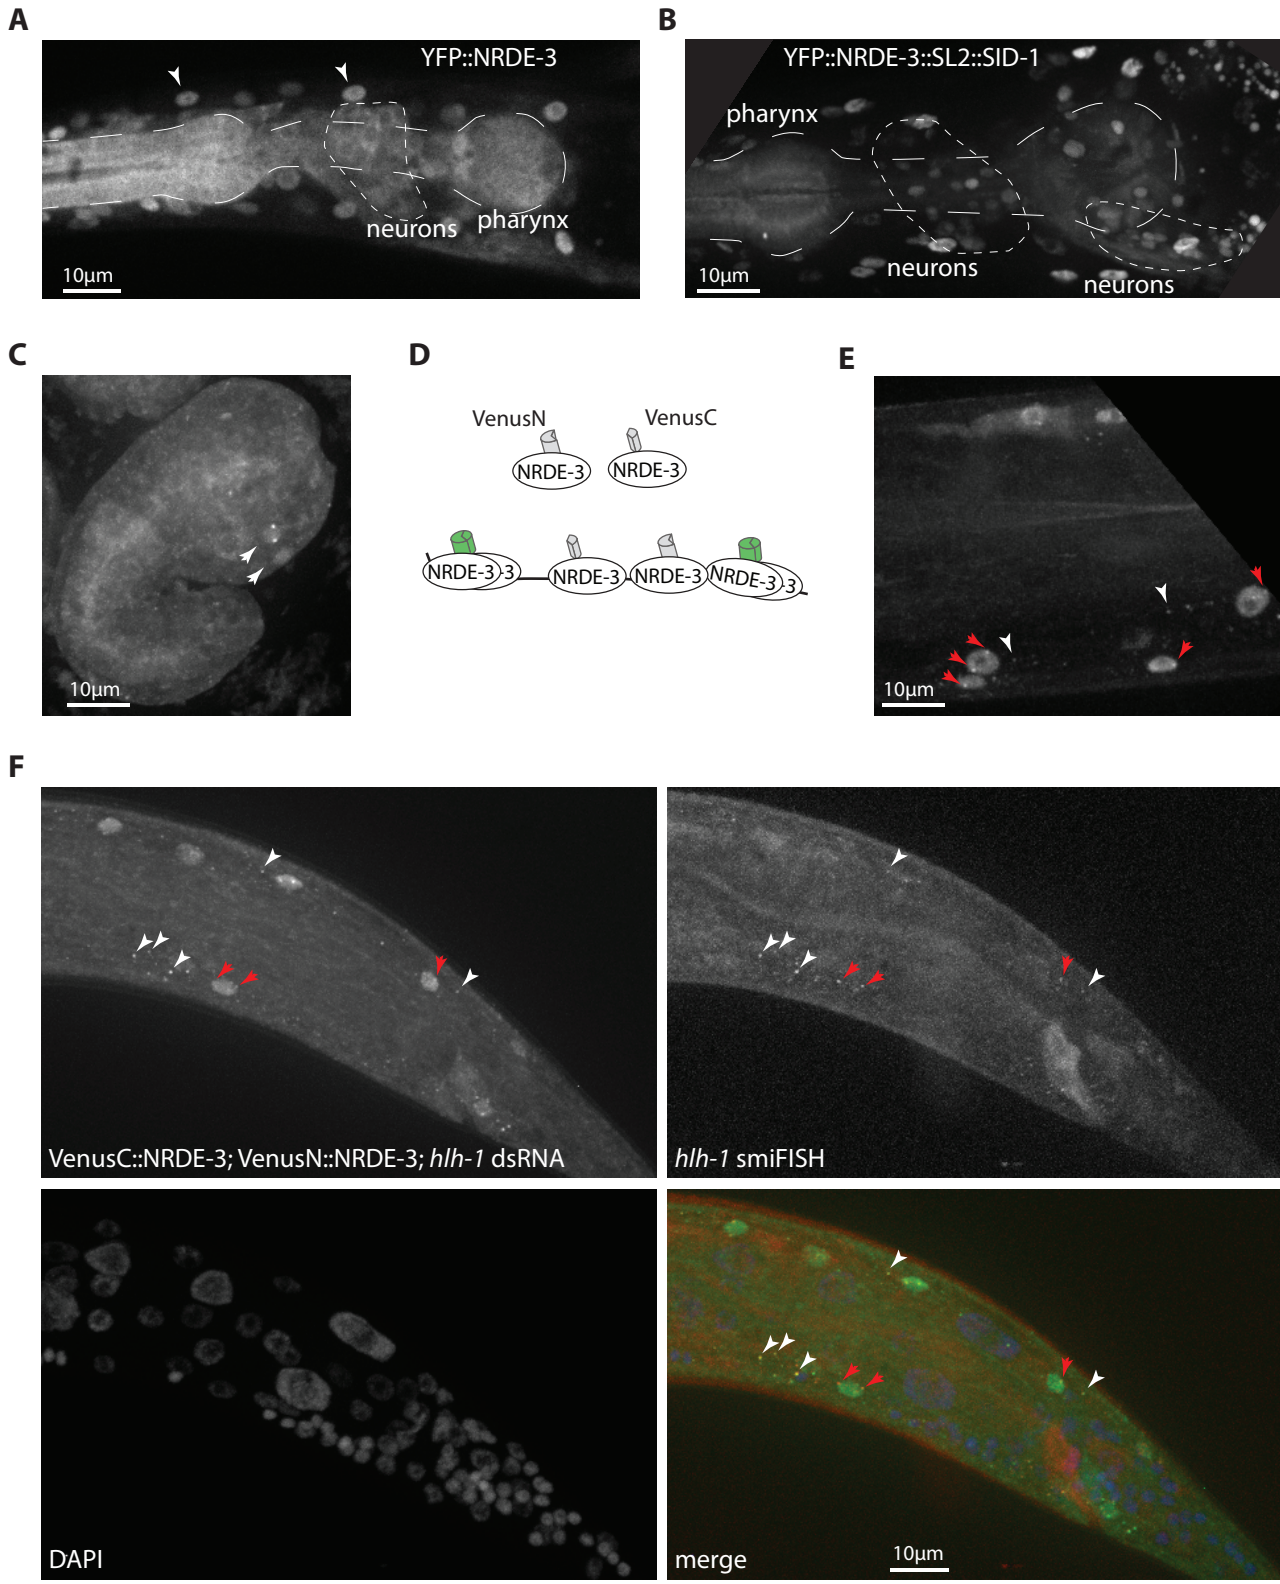 A
YFP::NRDE-3
neurons
pharynx
10µm
B
YFP::NRDE-3::SL2::SID-1
pharynx
neurons
neurons
10µm
C
10µm
D
VenusN
VenusC
NRDE-3
NRDE-3
NRDE-3
-3
NRDE-3
NRDE-3
NRDE-3
-3
E
10µm
F
VenusC::NRDE-3; VenusN::NRDE-3; hlh-1 dsRNA
hlh-1 smiFISH
DAPI
merge
10µm